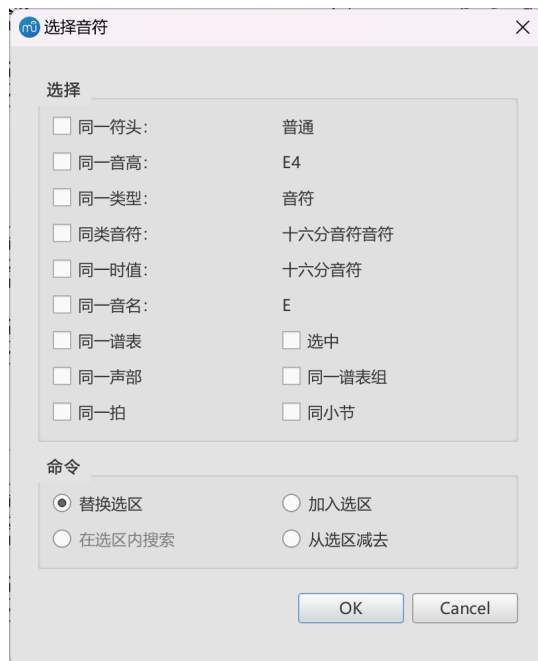 选择音符
选择
同一符头： 普通
同一音高： E4
同一类型： 音符
同类音符： 十六分音符音符
同一时值： 十六分音符
同一音名： E
同一谱表 选中
同一声部 同一谱表组
同一拍 同小节
命令
替换选区 加入选区
在选区内搜索 从选区减去
OK Cancel